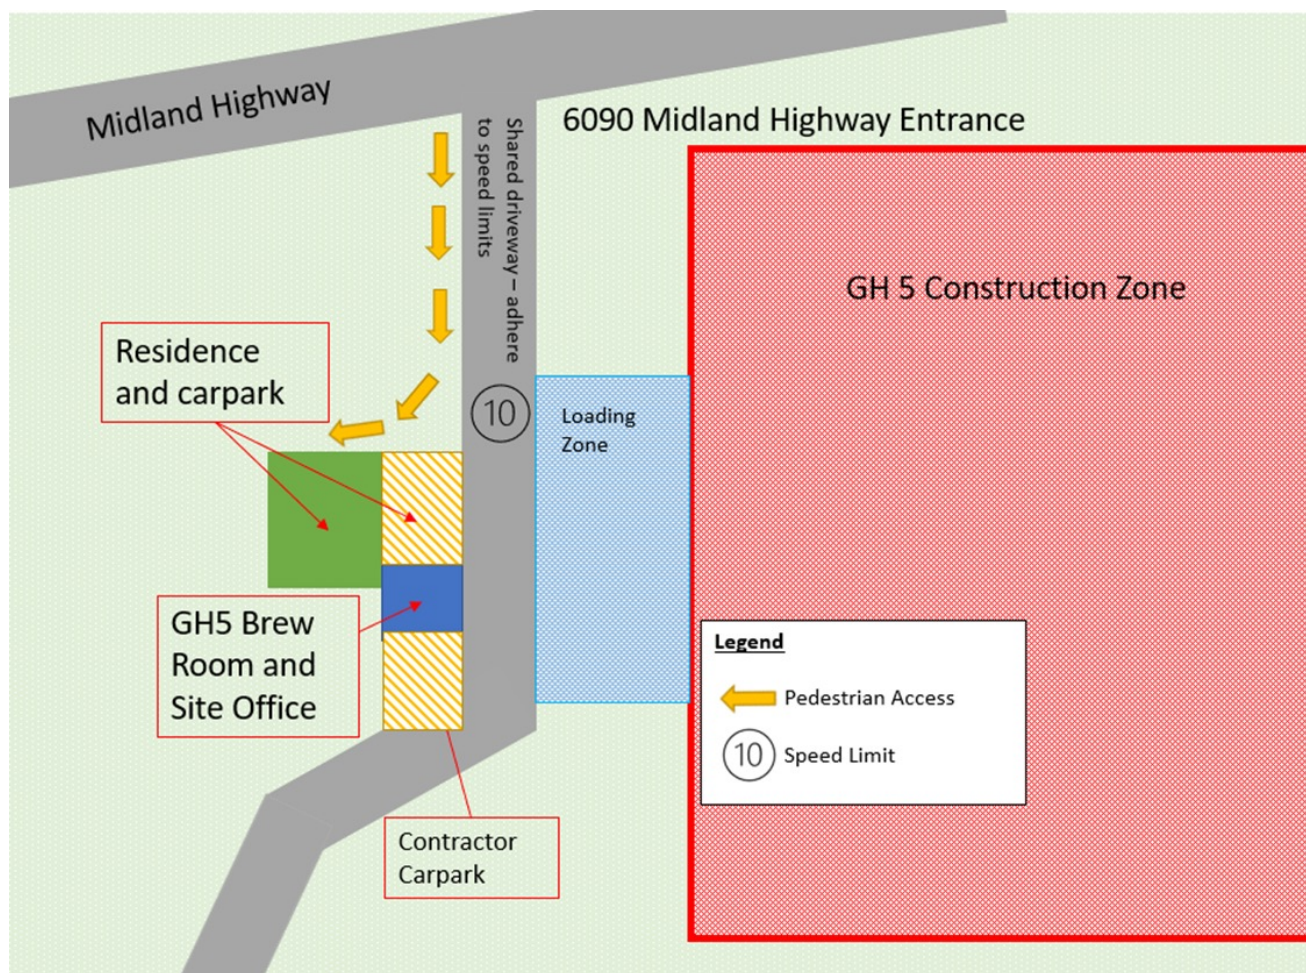 Midland Highway
6090 Midland Highway Entrance
Shared driveway – adhere
to speed limits
GH 5 Construction Zone
Residence
and carpark
10
Loading
Zone
GH5 Brew
Room and
Site Office
Legend
Pedestrian Access
10 Speed Limit
Contractor
Carpark